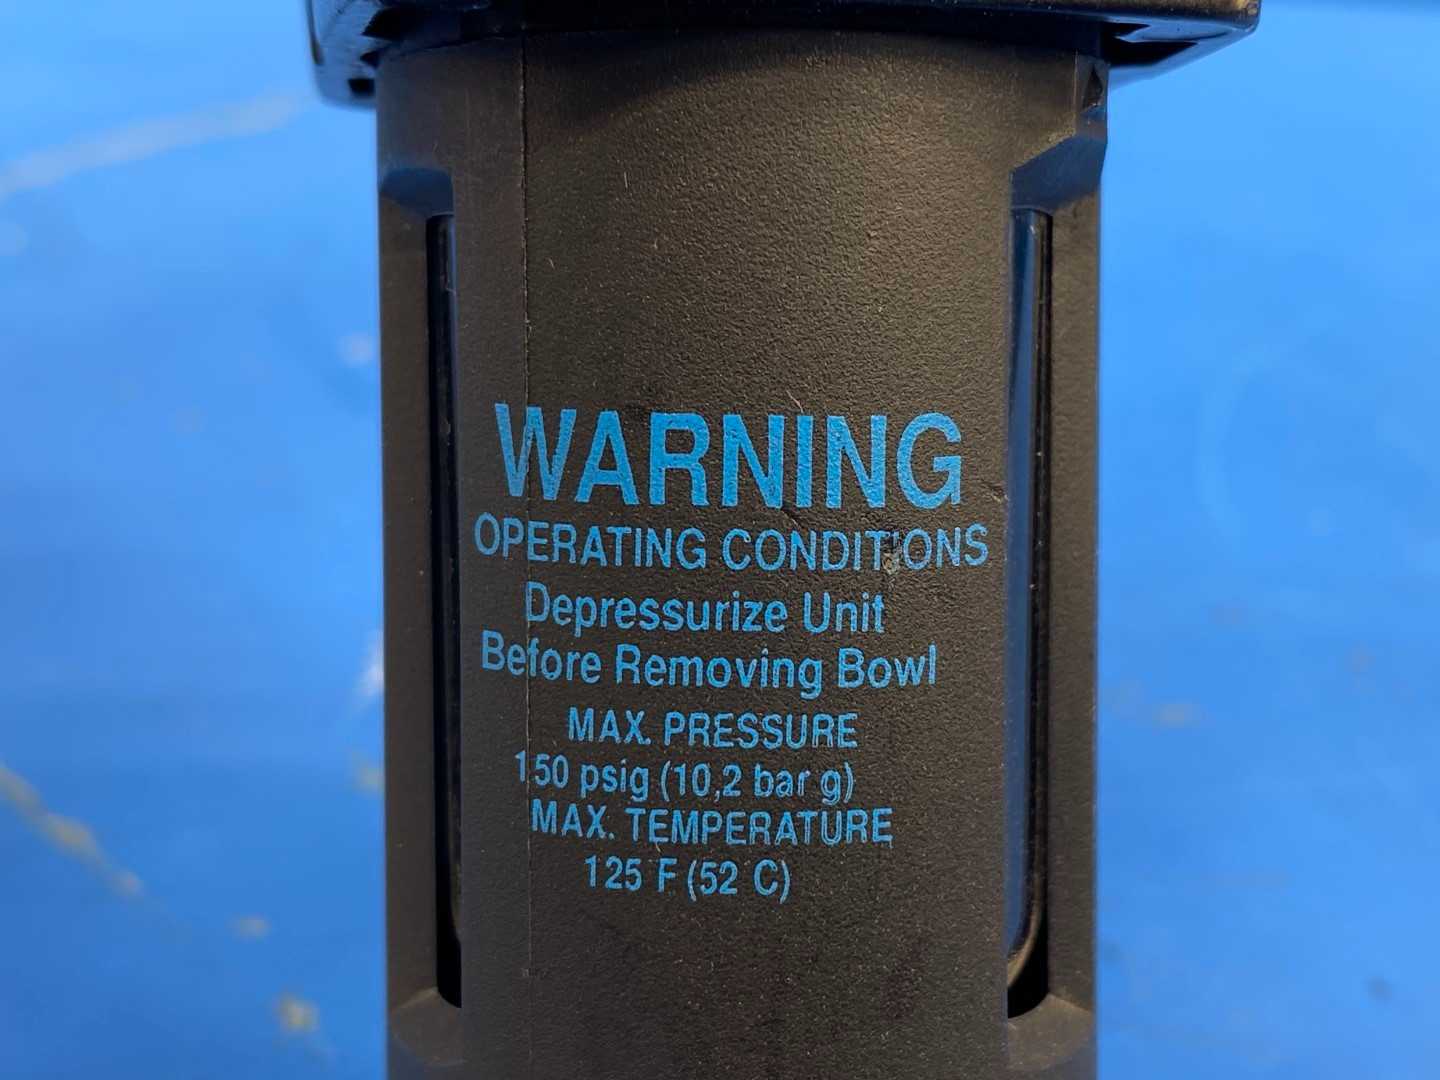 WARNING
OPERATING CONDITIONS
Depressurize Unit
Before Removing Bowl
MAX. PRESSURE
150 psig (10,2 bar g)
MAX. TEMPERATURE
125 F (52 C)